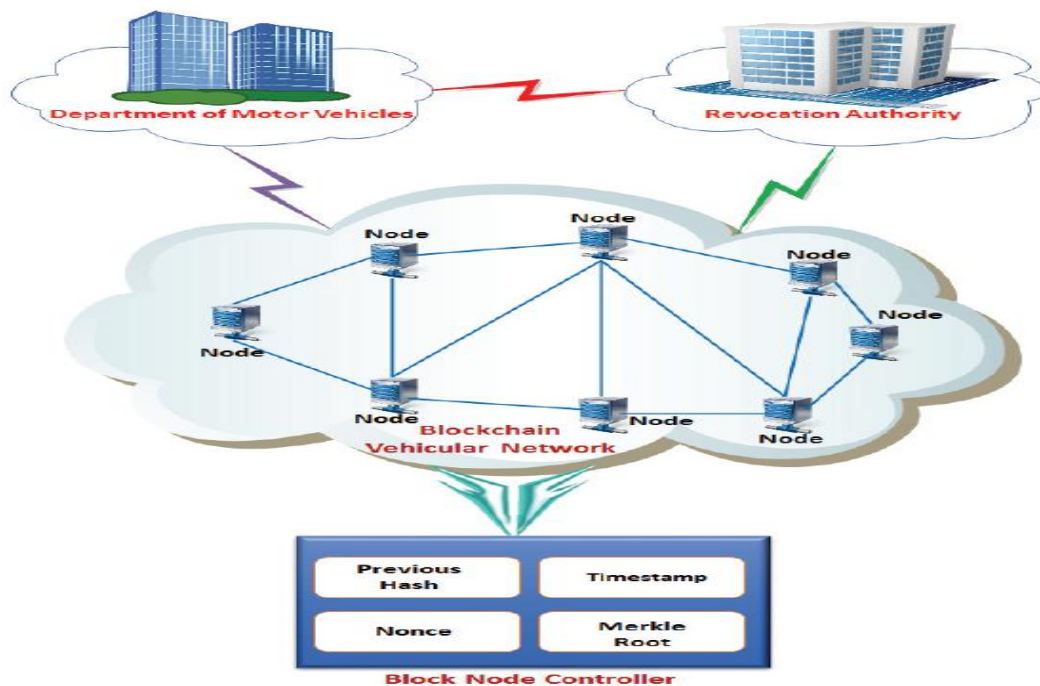 Department of Motor Vehicles
Revocation Authority
Node
Node
Node
Node
Node
Node
Node
Node
Blockchain
Vehicular Network
Previous
Hash
Timestamp
Nonce
Merkle
Root
Block Node Controller